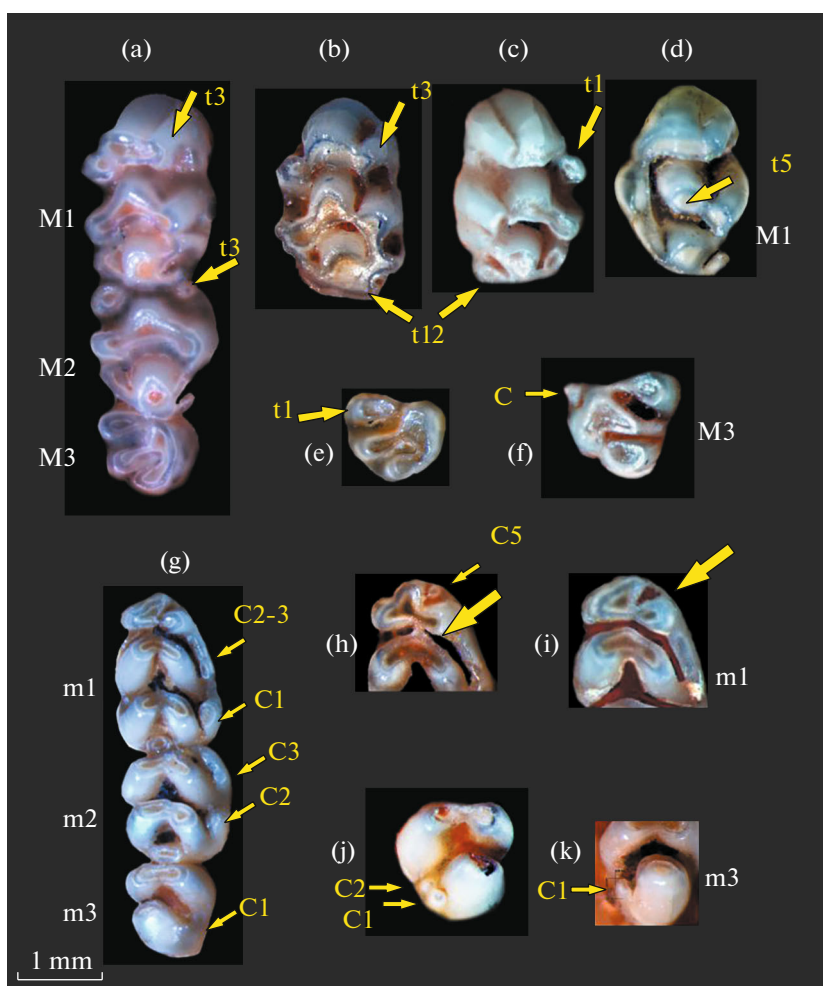 (a)
(b)
(c)
(d)
t3
t3
t1
t5
M1
M1
t3
t12
M2
t1
C
M3
(e)
(f)
M3
(g)
C5
C2-3
(h)
(i)
m1
m1
C1
C3
C2
m2
(j)
(k)
C2
C1
C1
m3
m3
C1
1 mm